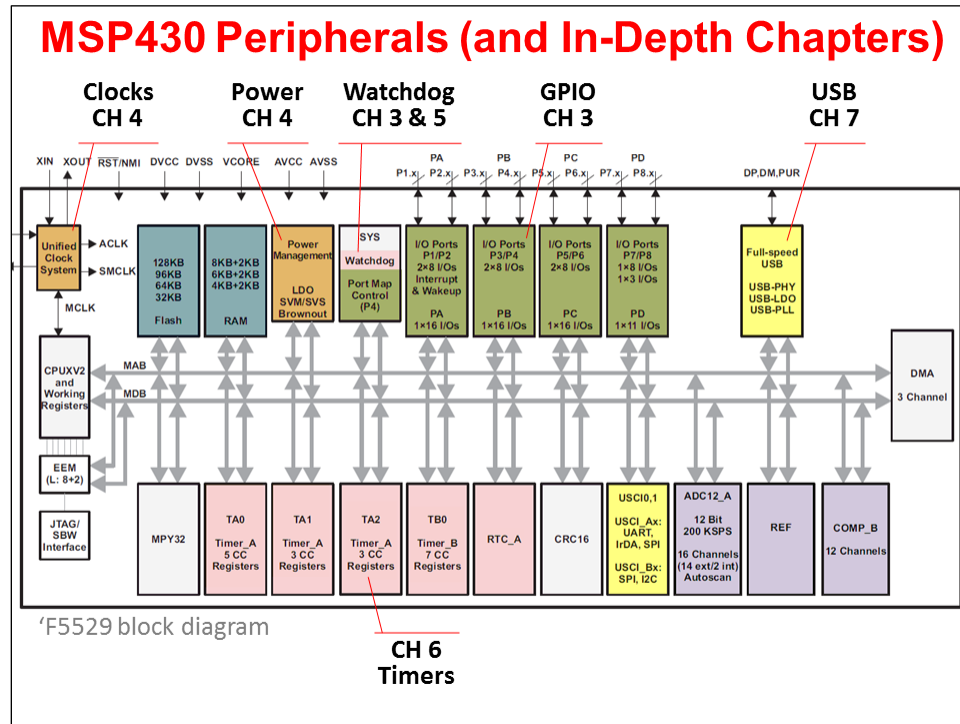 MSP430 Peripherals (and In-Depth Chapters)
Clocks
CH 4
Power
CH 4
Watchdog
CH 3 & 5
GPIO
CH 3
USB
CH 7
XIN XOUT RST/NMI DVCC DVSS VCORE AVCC AVSS
PA
P1.x P2.x
PB
P3.x P4.x
PC
P5.x P6.x
PD
P7.x P8.x
DP,DM,PUR
Unified
Clock
System
ACLK
SMCLK
MCLK
128KB
96KB
64KB
32KB
Flash
8KB+2KB
6KB+2KB
4KB+2KB
RAM
Power
Management
LDO
SVM/SVS
Brownout
SYS
Watchdog
Port Map
Control
(P4)
I/O Ports
P1/P2
2×8 I/Os
Interrupt
& Wakeup
PA
1×16 I/Os
I/O Ports
P3/P4
2×8 I/Os
PB
1×16 I/Os
I/O Ports
P5/P6
2×8 I/Os
PC
1×16 I/Os
I/O Ports
P7/P8
1×8 I/Os
1×3 I/Os
PD
1×11 I/Os
Full-speed
USB
USB-PHY
USB-LDO
USB-PLL
CPUXV2
and
Working
Registers
MAB
MDB
DMA
3 Channel
EEM
(L: 8+2)
JTAG/
SBW
Interface
MPY32
TA0
Timer_A
5 CC
Registers
TA1
Timer_A
3 CC
Registers
TA2
Timer_A
3 CC
Registers
TB0
Timer_B
7 CC
Registers
RTC_A
CRC16
USCI0,1
USCI_Ax:
UART,
IrDA, SPI
USCI_Bx:
SPI, I2C
ADC12_A
12 Bit
200 KSPS
16 Channels
(14 ext/2 int)
Autoscan
REF
COMP_B
12 Channels
‘F5529 block diagram
CH 6
Timers